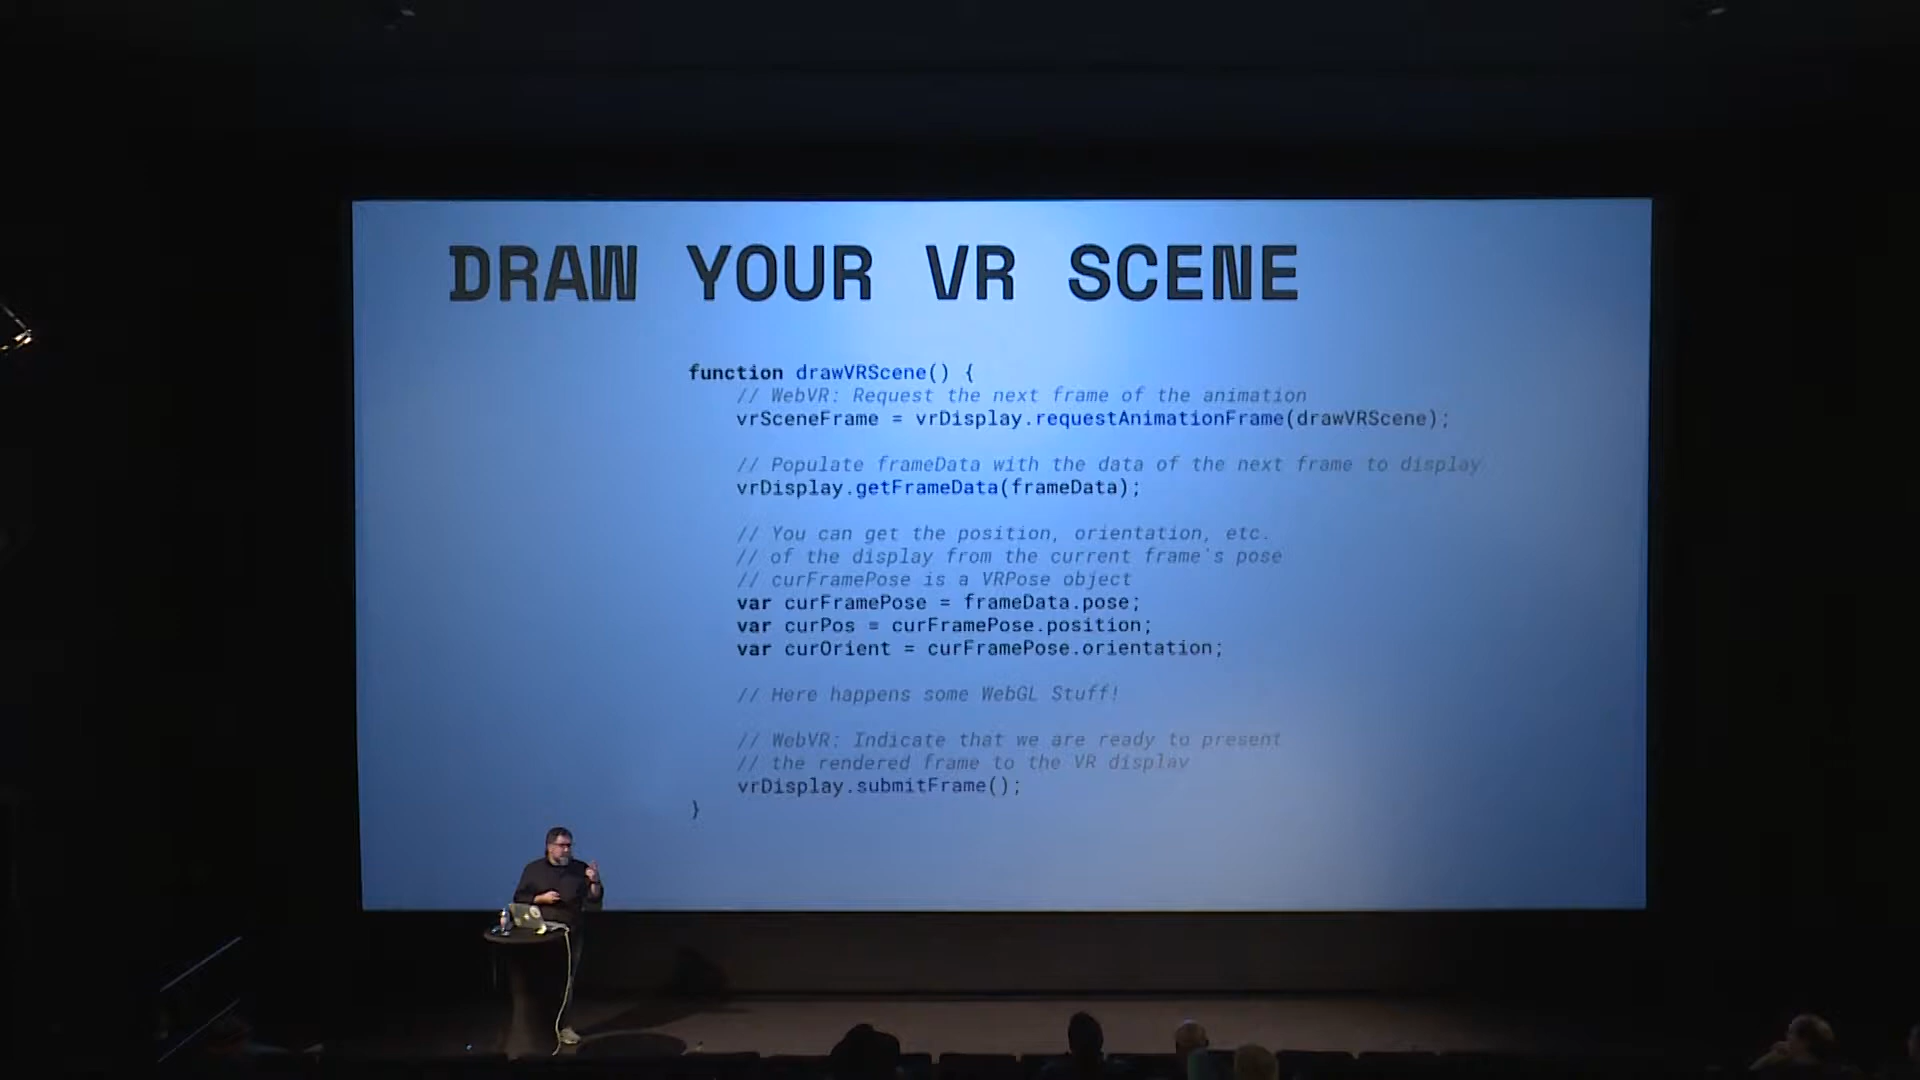 DRAW YOUR VR SCENE
function drawVRScene() {
// WebVR: Request the next frame of the animation
vrSceneFrame = vrDisplay.requestAnimationFrame(drawVRScene);
// Populate frameData with the data of the next frame to display
vrDisplay.getFrameData(frameData);
// You can get the position, orientation, etc.
// of the display from the current frame's pose
// curFramePose is a VRPose object
var curFramePose = frameData.pose;
var curPos = curFramePose.position;
var curOrient = curFramePose.orientation;
// Here happens some WebGL Stuff!
// WebVR: Indicate that we are ready to present
// the rendered frame to the VR display
vrDisplay.submitFrame();
}